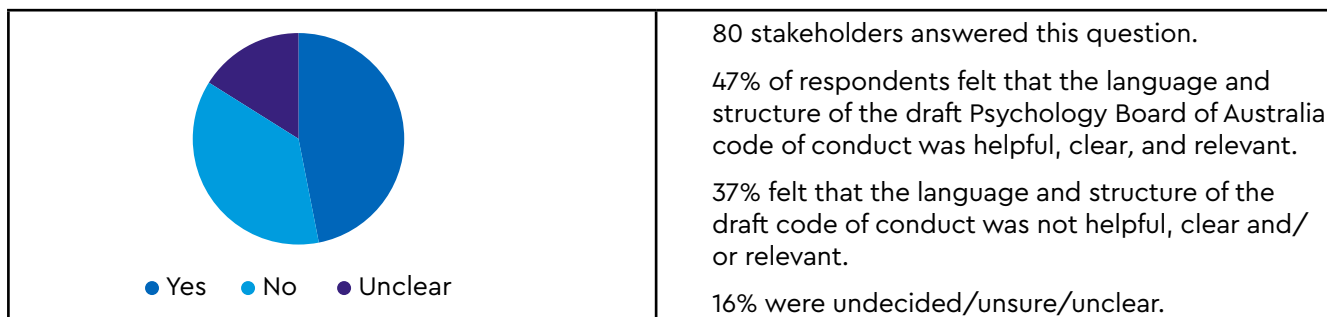 Yes No Unclear
80 stakeholders answered this question.
47% of respondents felt that the language and
structure of the draft Psychology Board of Australia
code of conduct was helpful, clear, and relevant.
37% felt that the language and structure of the
draft code of conduct was not helpful, clear and/
or relevant.
16% were undecided/unsure/unclear.